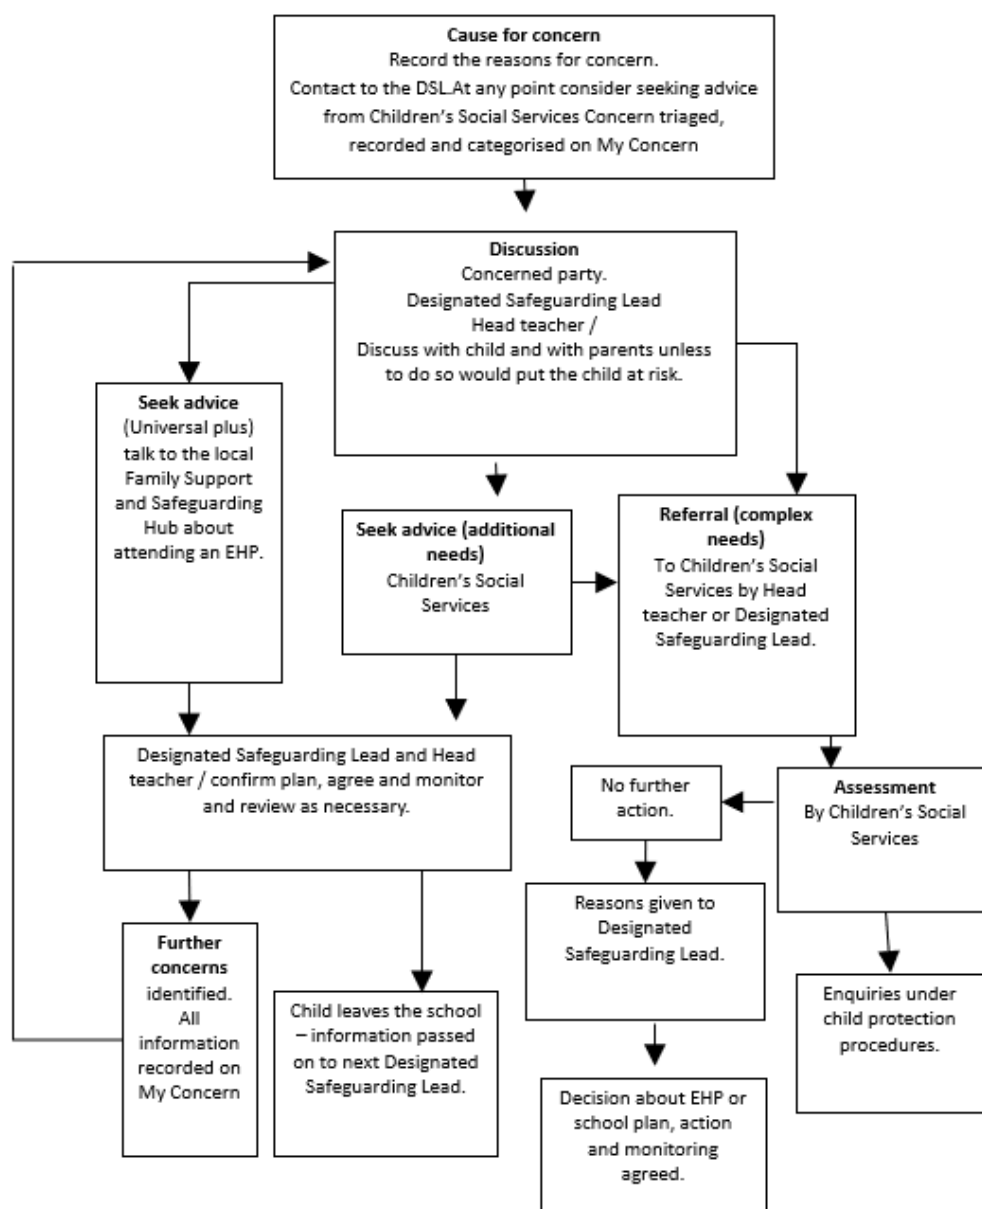 Cause for concern
Record the reasons for concern.
Contact to the DSL.At any point consider seeking advice
from Children's Social Services Concern triaged,
recorded and categorised on My Concern
Discussion
Concerned party.
Designated Safeguarding Lead
Head teacher /
Discuss with child and with parents unless
to do so would put the child at risk.
Seek advice
(Universal plus)
talk to the local
Family Support
and Safeguarding
Hub about
attending an EHP.
Seek advice (additional
needs)
Children's Social
Services
Referral (complex
needs)
To Children's Social
Services by Head
teacher or Designated
Safeguarding Lead.
Designated Safeguarding Lead and Head
teacher / confirm plan, agree and monitor
and review as necessary.
No further
action.
Assessment
By Children's Social
Services
Reasons given to
Designated
Safeguarding Lead.
Further
concerns
identified.
All
information
recorded on
My Concern
Child leaves the school
– information passed
on to next Designated
Safeguarding Lead.
Enquiries under
child protection
procedures.
Decision about EHP or
school plan, action
and monitoring
agreed.